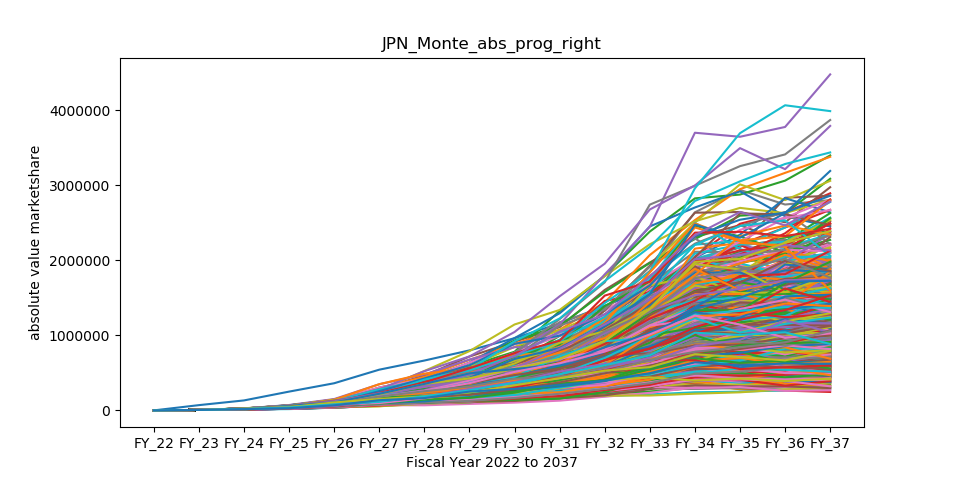 JPN_Monte_abs_prog_right
absolute value marketshare
4000000
3000000
2000000
1000000
0
FY_22 FY_23 FY_24 FY_25 FY_26 FY_27 FY_28 FY_29 FY_30 FY_31 FY_32 FY_33 FY_34 FY_35 FY_36 FY_37
Fiscal Year 2022 to 2037